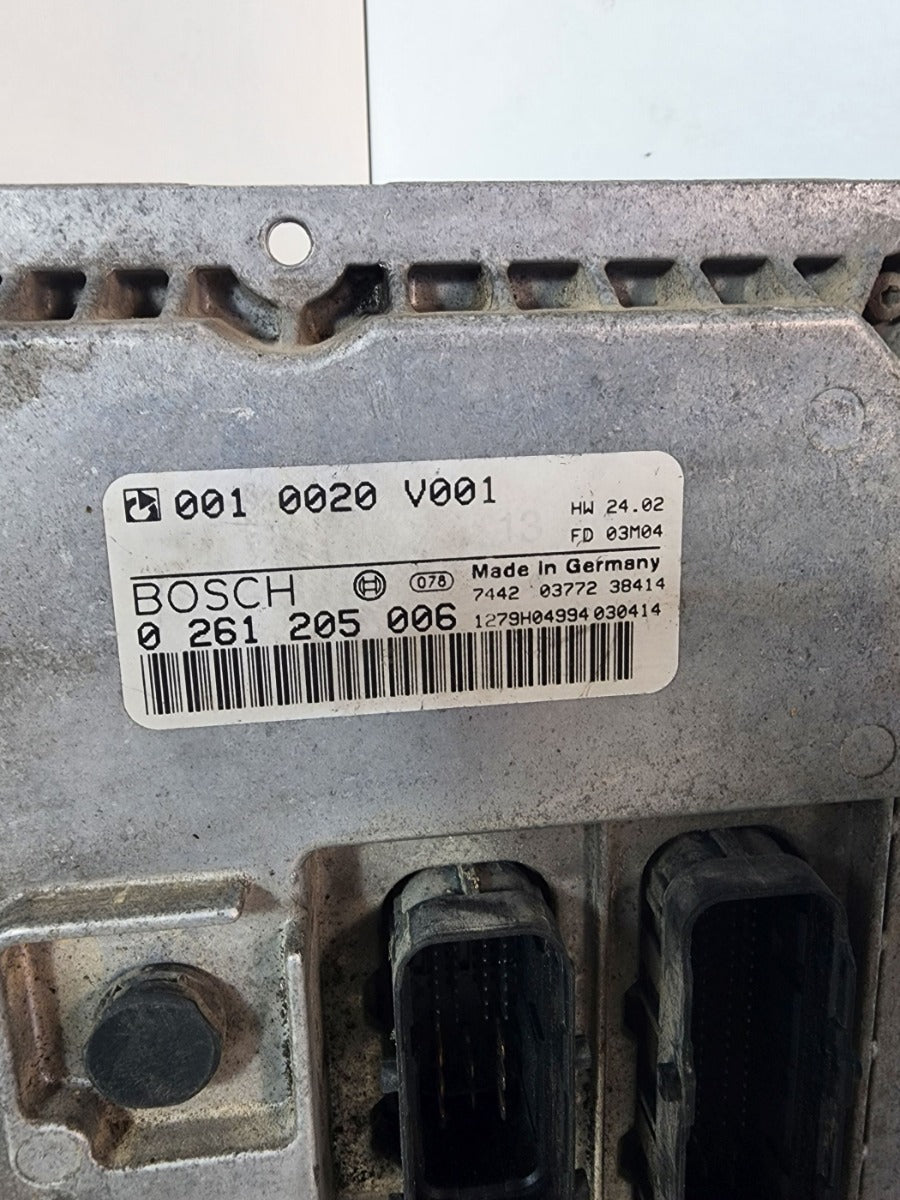 001 0020 V001
HW 24.02
FD 03M04
BOSCH
078
Made in Germany
7442 03772 38414
0 261 205 006
1279H04994 030414